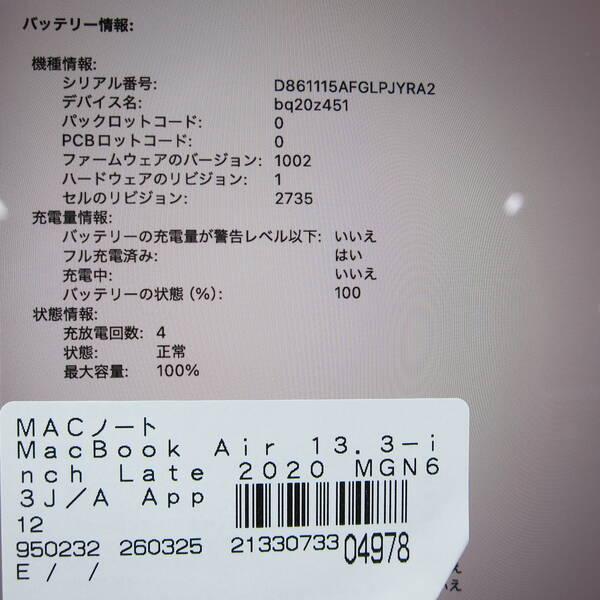 バッテリー情報:
機種情報:
シリアル番号: D861115AFGLPJYRA2
デバイス名: bq20z451
パックロットコード: 0
PCBロットコード: 0
ファームウェアのバージョン: 1002
ハードウェアのリビジョン: 1
セルのリビジョン: 2735
充電量情報:
バッテリーの充電量が警告レベル以下: いいえ
フル充電済み: はい
充電中: いいえ
バッテリーの状態 (%): 100
状態情報:
充放電回数: 4
状態: 正常
最大容量: 100%
MACノート
MacBook Air 13.3-i
nch Late 2020 MGN6
3J/A App
12
950232 260325 21330733 04978
E / /
いえ